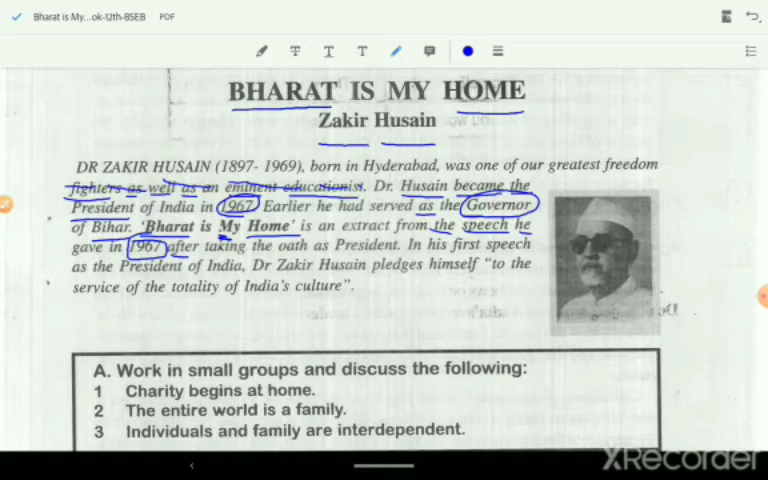 Bharat is My...ok-12th-BSEB PDF
BHARAT IS MY HOME
Zakir Husain
DR ZAKIR HUSAIN (1897- 1969), born in Hyderabad, was one of our greatest freedom
fighters as well as an eminent educationist. Dr. Husain became the
President of India in 1967. Earlier he had served as the Governor
of Bihar. 'Bharat is My Home' is an extract from the speech he
gave in 1967 after taking the oath as President. In his first speech
as the President of India, Dr Zakir Husain pledges himself "to the
service of the totality of India's culture".
A. Work in small groups and discuss the following:
1 Charity begins at home.
2 The entire world is a family.
3 Individuals and family are interdependent.
XRecorder